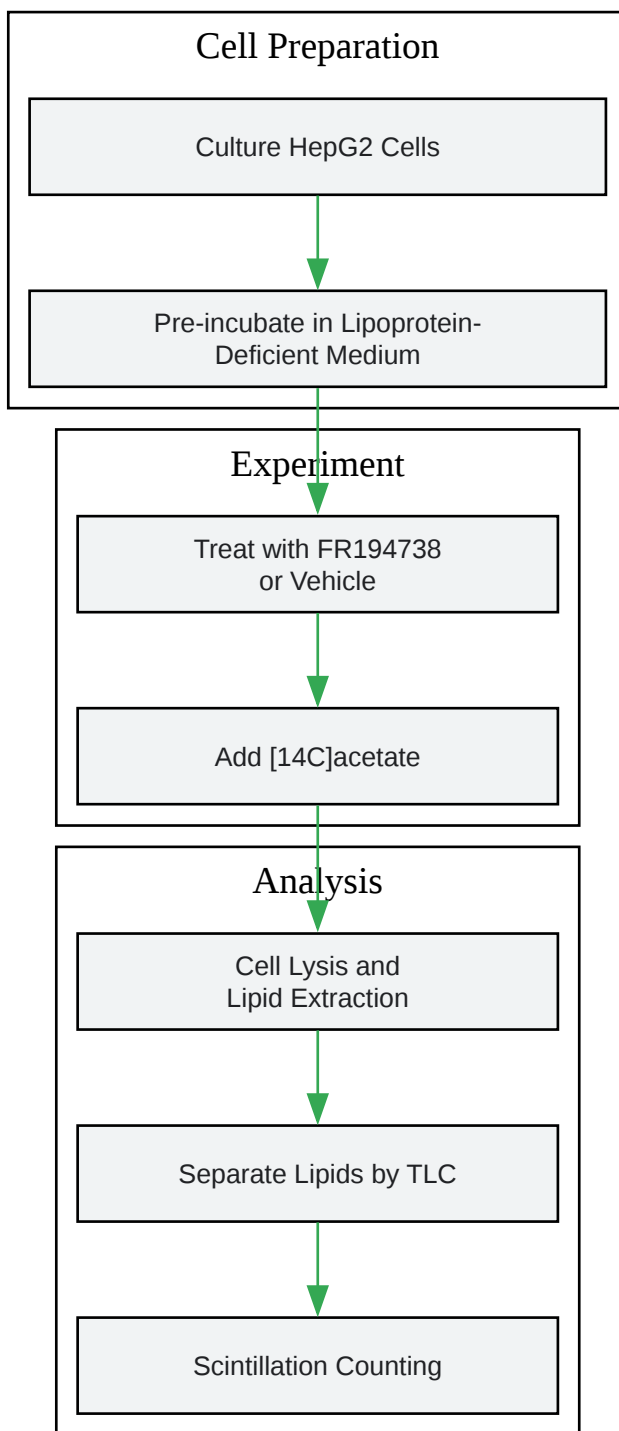 Cell Preparation
Culture HepG2 Cells
Pre-incubate in Lipoprotein-
Deficient Medium
Experiment
Treat with FR194738
or Vehicle
Add [14C]acetate
Analysis
Cell Lysis and
Lipid Extraction
Separate Lipids by TLC
Scintillation Counting